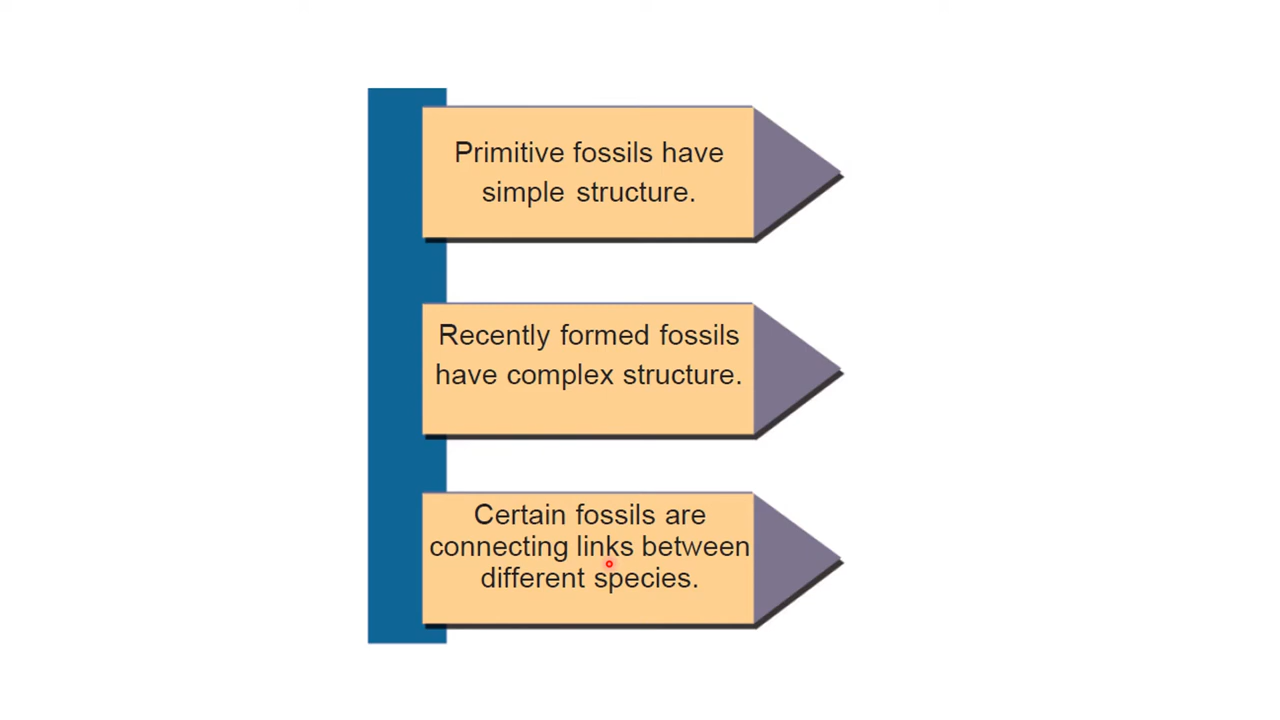 Primitive fossils have
simple structure.
Recently formed fossils
have complex structure.
Certain fossils are
connecting links between
different species.